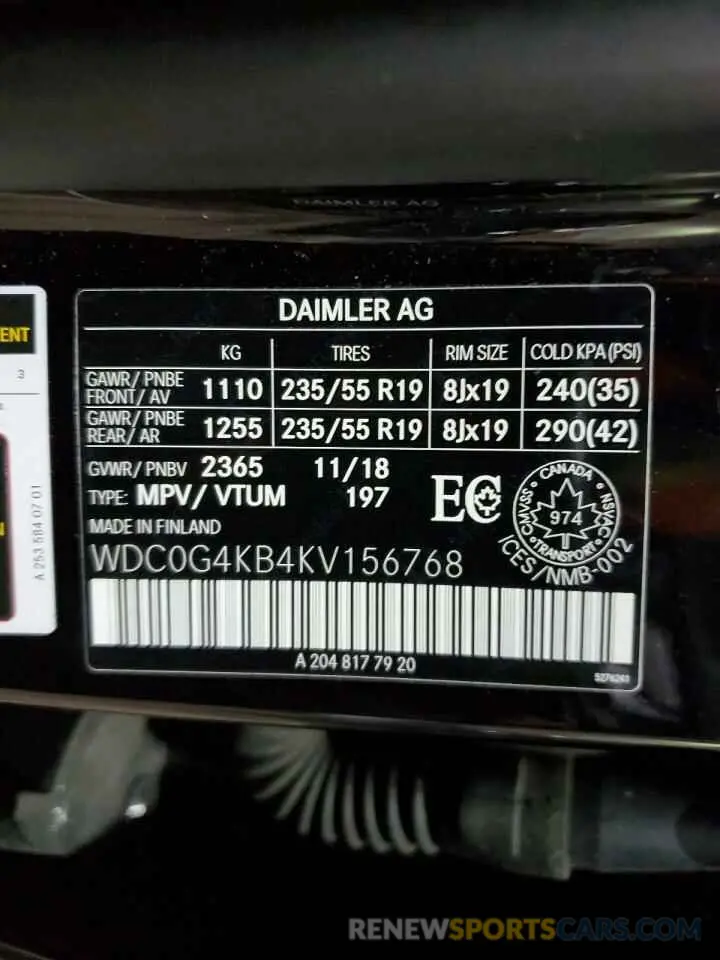 DAIMLER AG
ENT
3
A 253 584 07 01
DAIMLER AG
KG TIRES RIM SIZE COLD KPA(PSI)
GAWR/ PNBE FRONT/ AV 1110 235/55 R19 8Jx19 240(35)
GAWR/ PNBE REAR/ AR 1255 235/55 R19 8Jx19 290(42)
GVWR/ PNBV 2365 11/18
TYPE: MPV/ VTUM 197
EC
CANADA
CMVSS NSVAC
974
TRANSPORT
ICES/NMB-002
MADE IN FINLAND
WDC0G4KB4KV156768
A 204 817 79 20
5276241
RENEWSPORTSCARS.COM